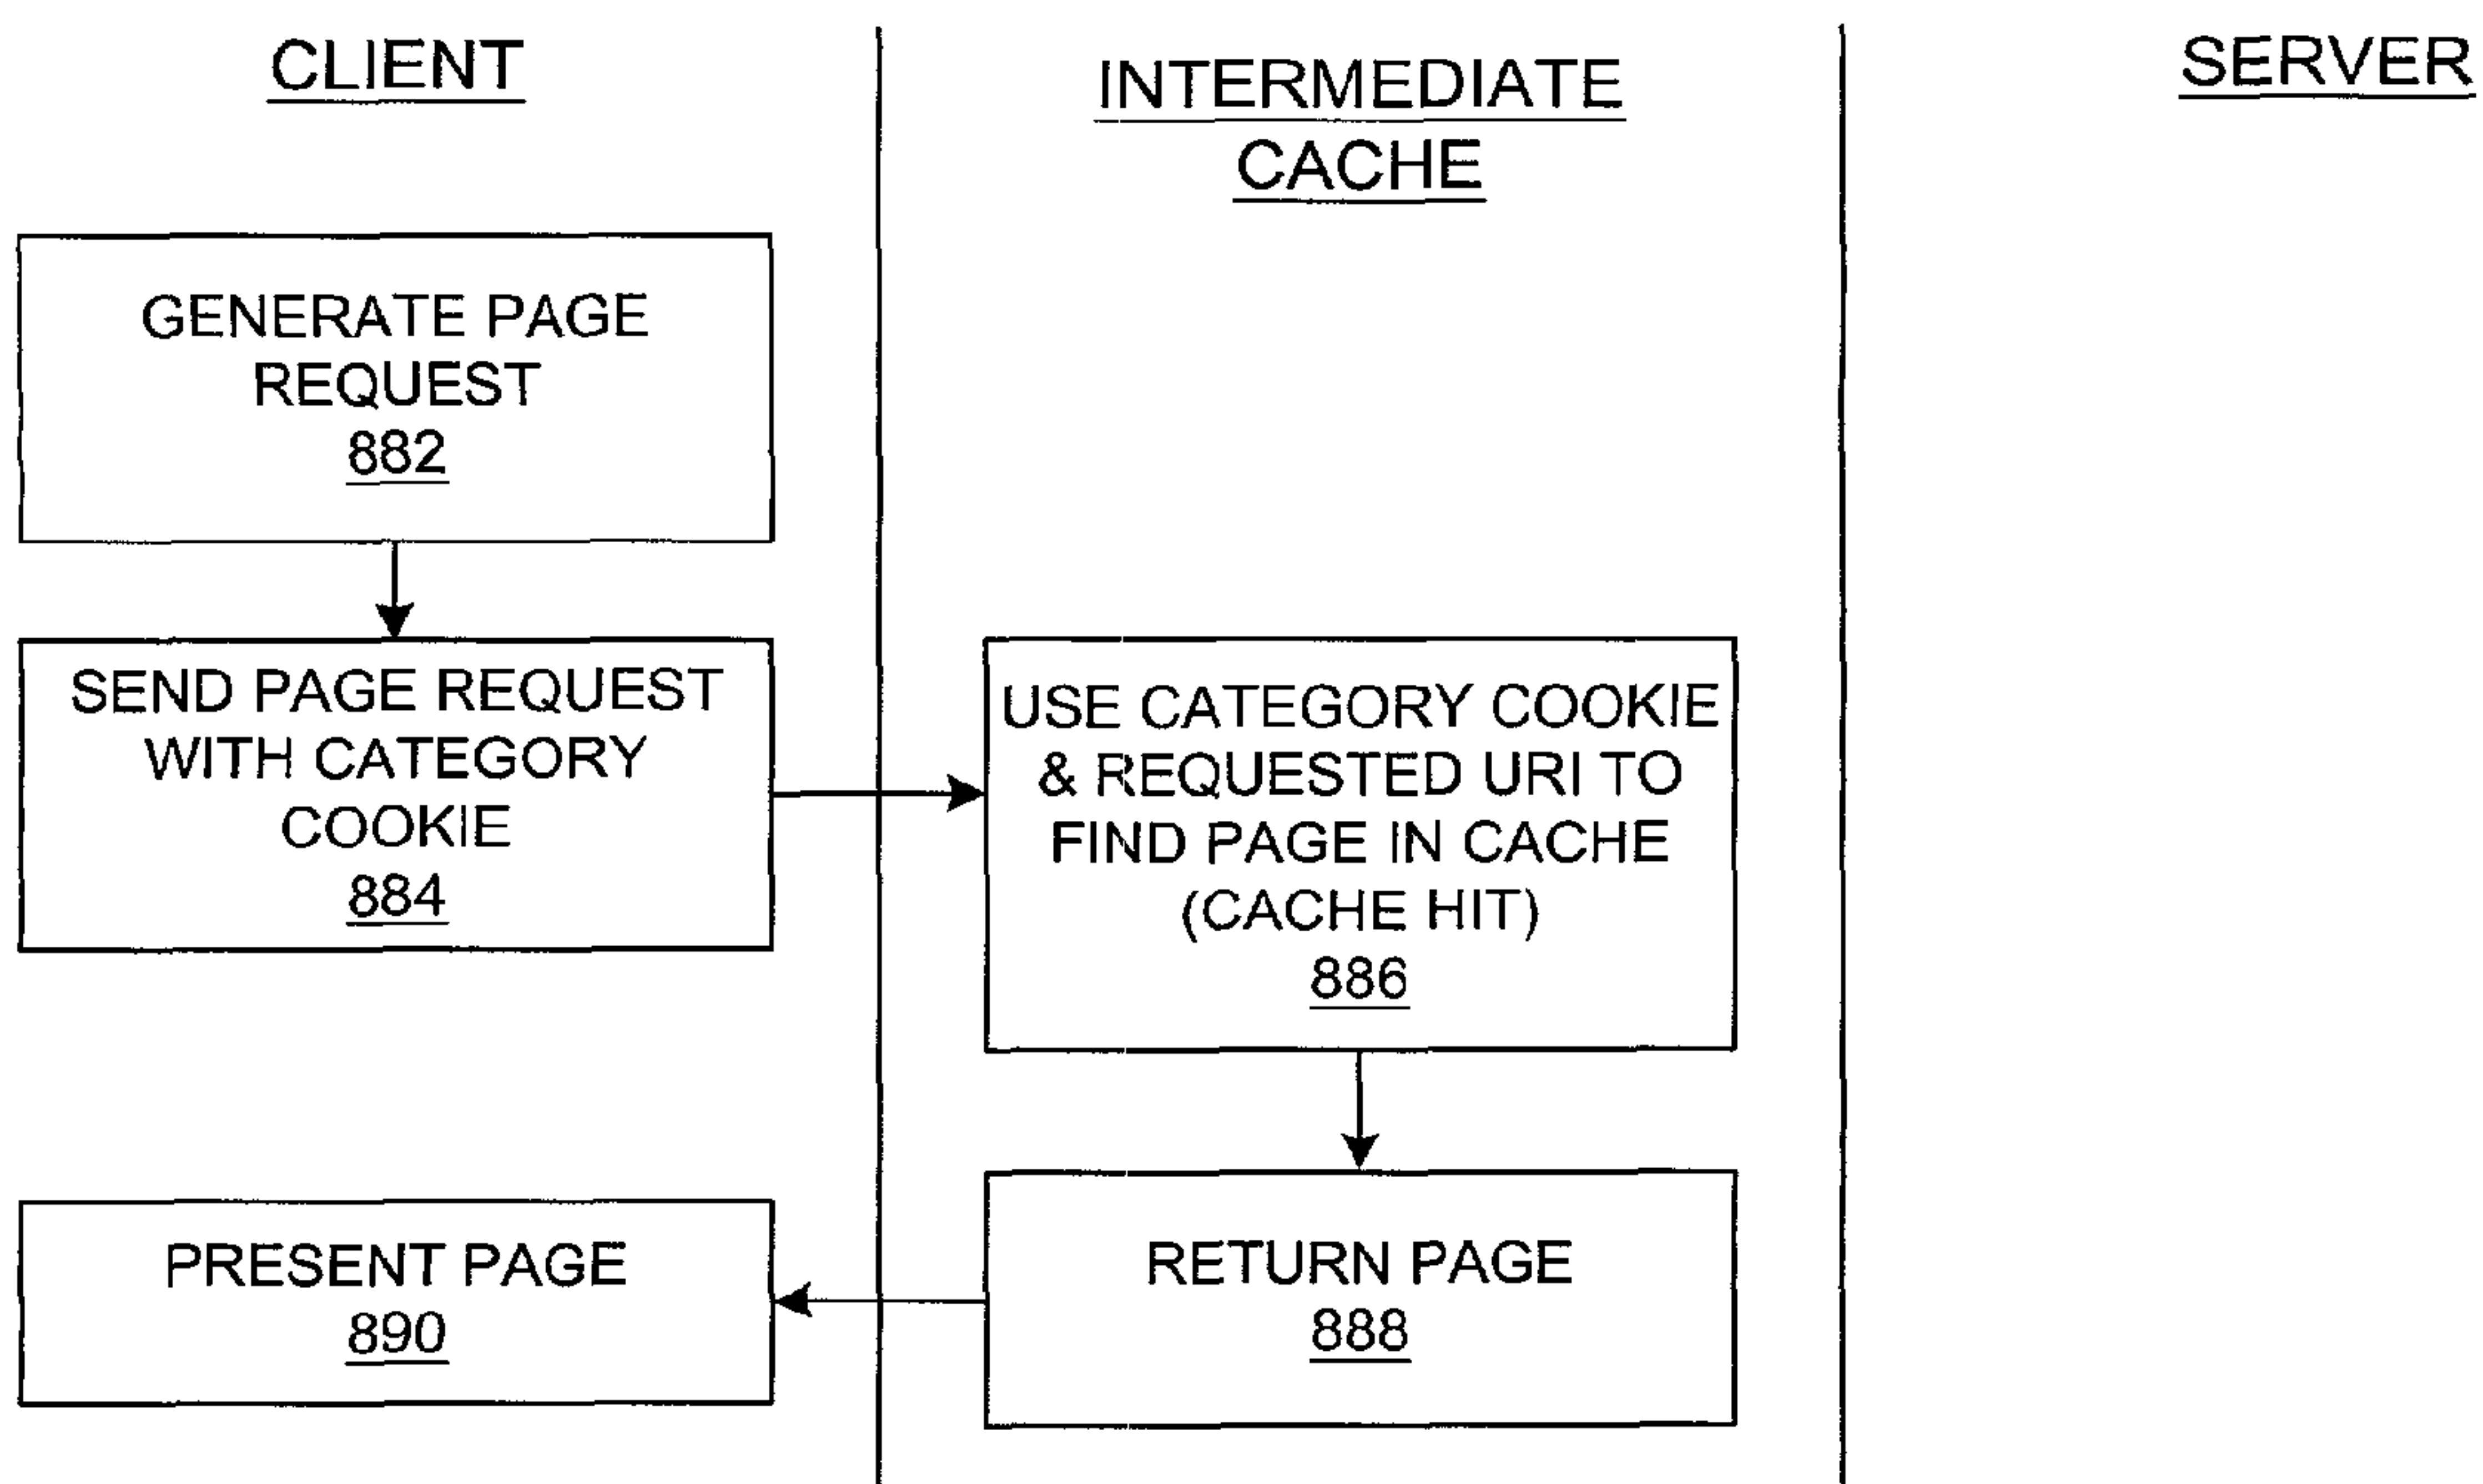 CLIENT
INTERMEDIATE
CACHE
SERVER
GENERATE PAGE
REQUEST
882
SEND PAGE REQUEST
WITH CATEGORY
COOKIE
884
USE CATEGORY COOKIE
& REQUESTED URI TO
FIND PAGE IN CACHE
(CACHE HIT)
886
RETURN PAGE
888
PRESENT PAGE
890